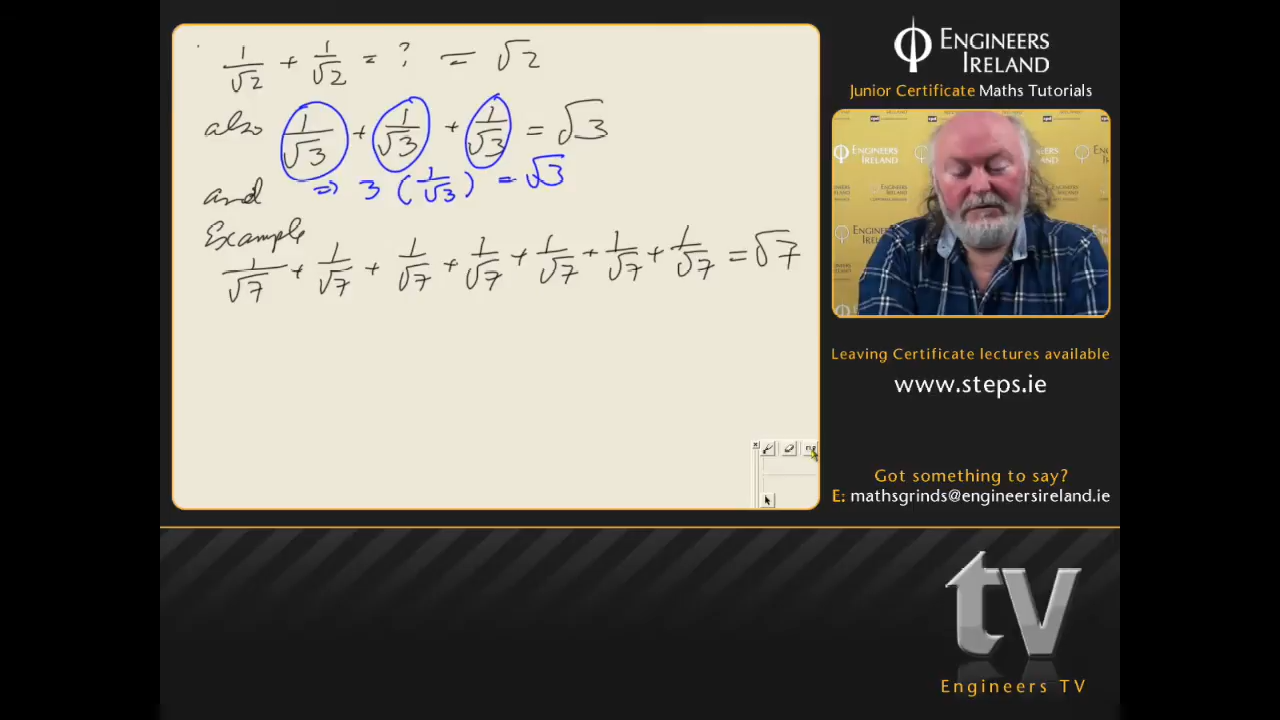 1/√2 + 1/√2 = ? = √2
also 1/√3 + 1/√3 + 1/√3 = √3
⇒ 3 (1/√3) = √3
and
Example
1/√7 + 1/√7 + 1/√7 + 1/√7 + 1/√7 + 1/√7 + 1/√7 = √7
ENGINEERS
IRELAND
Junior Certificate Maths Tutorials
ENGINEERS
IRELAND
Leaving Certificate lectures available
www.steps.ie
Got something to say?
E: mathsgrinds@engineersireland.ie
tv
Engineers TV